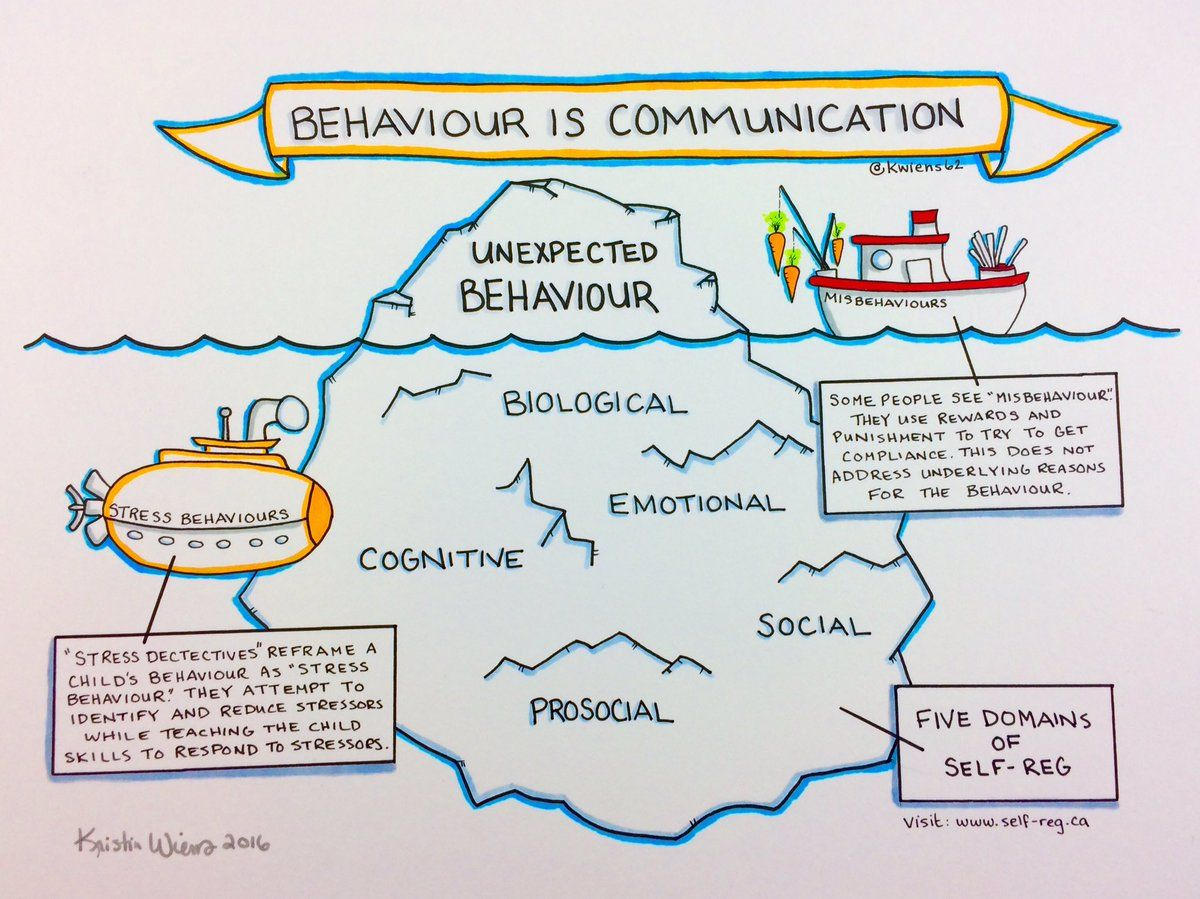 BEHAVIOUR IS COMMUNICATION
@Kwiens62
UNEXPECTED
BEHAVIOUR
MISBEHAVIOURS
BIOLOGICAL
SOME PEOPLE SEE "MISBEHAVIOUR".
THEY USE REWARDS AND
PUNISHMENT TO TRY TO GET
COMPLIANCE. THIS DOES NOT
ADDRESS UNDERLYING REASONS
FOR THE BEHAVIOUR.
EMOTIONAL
STRESS BEHAVIOURS
COGNITIVE
SOCIAL
"STRESS DECTECTIVES" REFRAME A
CHILD'S BEHAVIOUR AS "STRESS
BEHAVIOUR". THEY ATTEMPT TO
IDENTIFY AND REDUCE STRESSORS
WHILE TEACHING THE CHILD
SKILLS TO RESPOND TO STRESSORS.
PROSOCIAL
FIVE DOMAINS
OF
SELF-REG
Visit: www.self-reg.ca
Kristin Wiens 2016